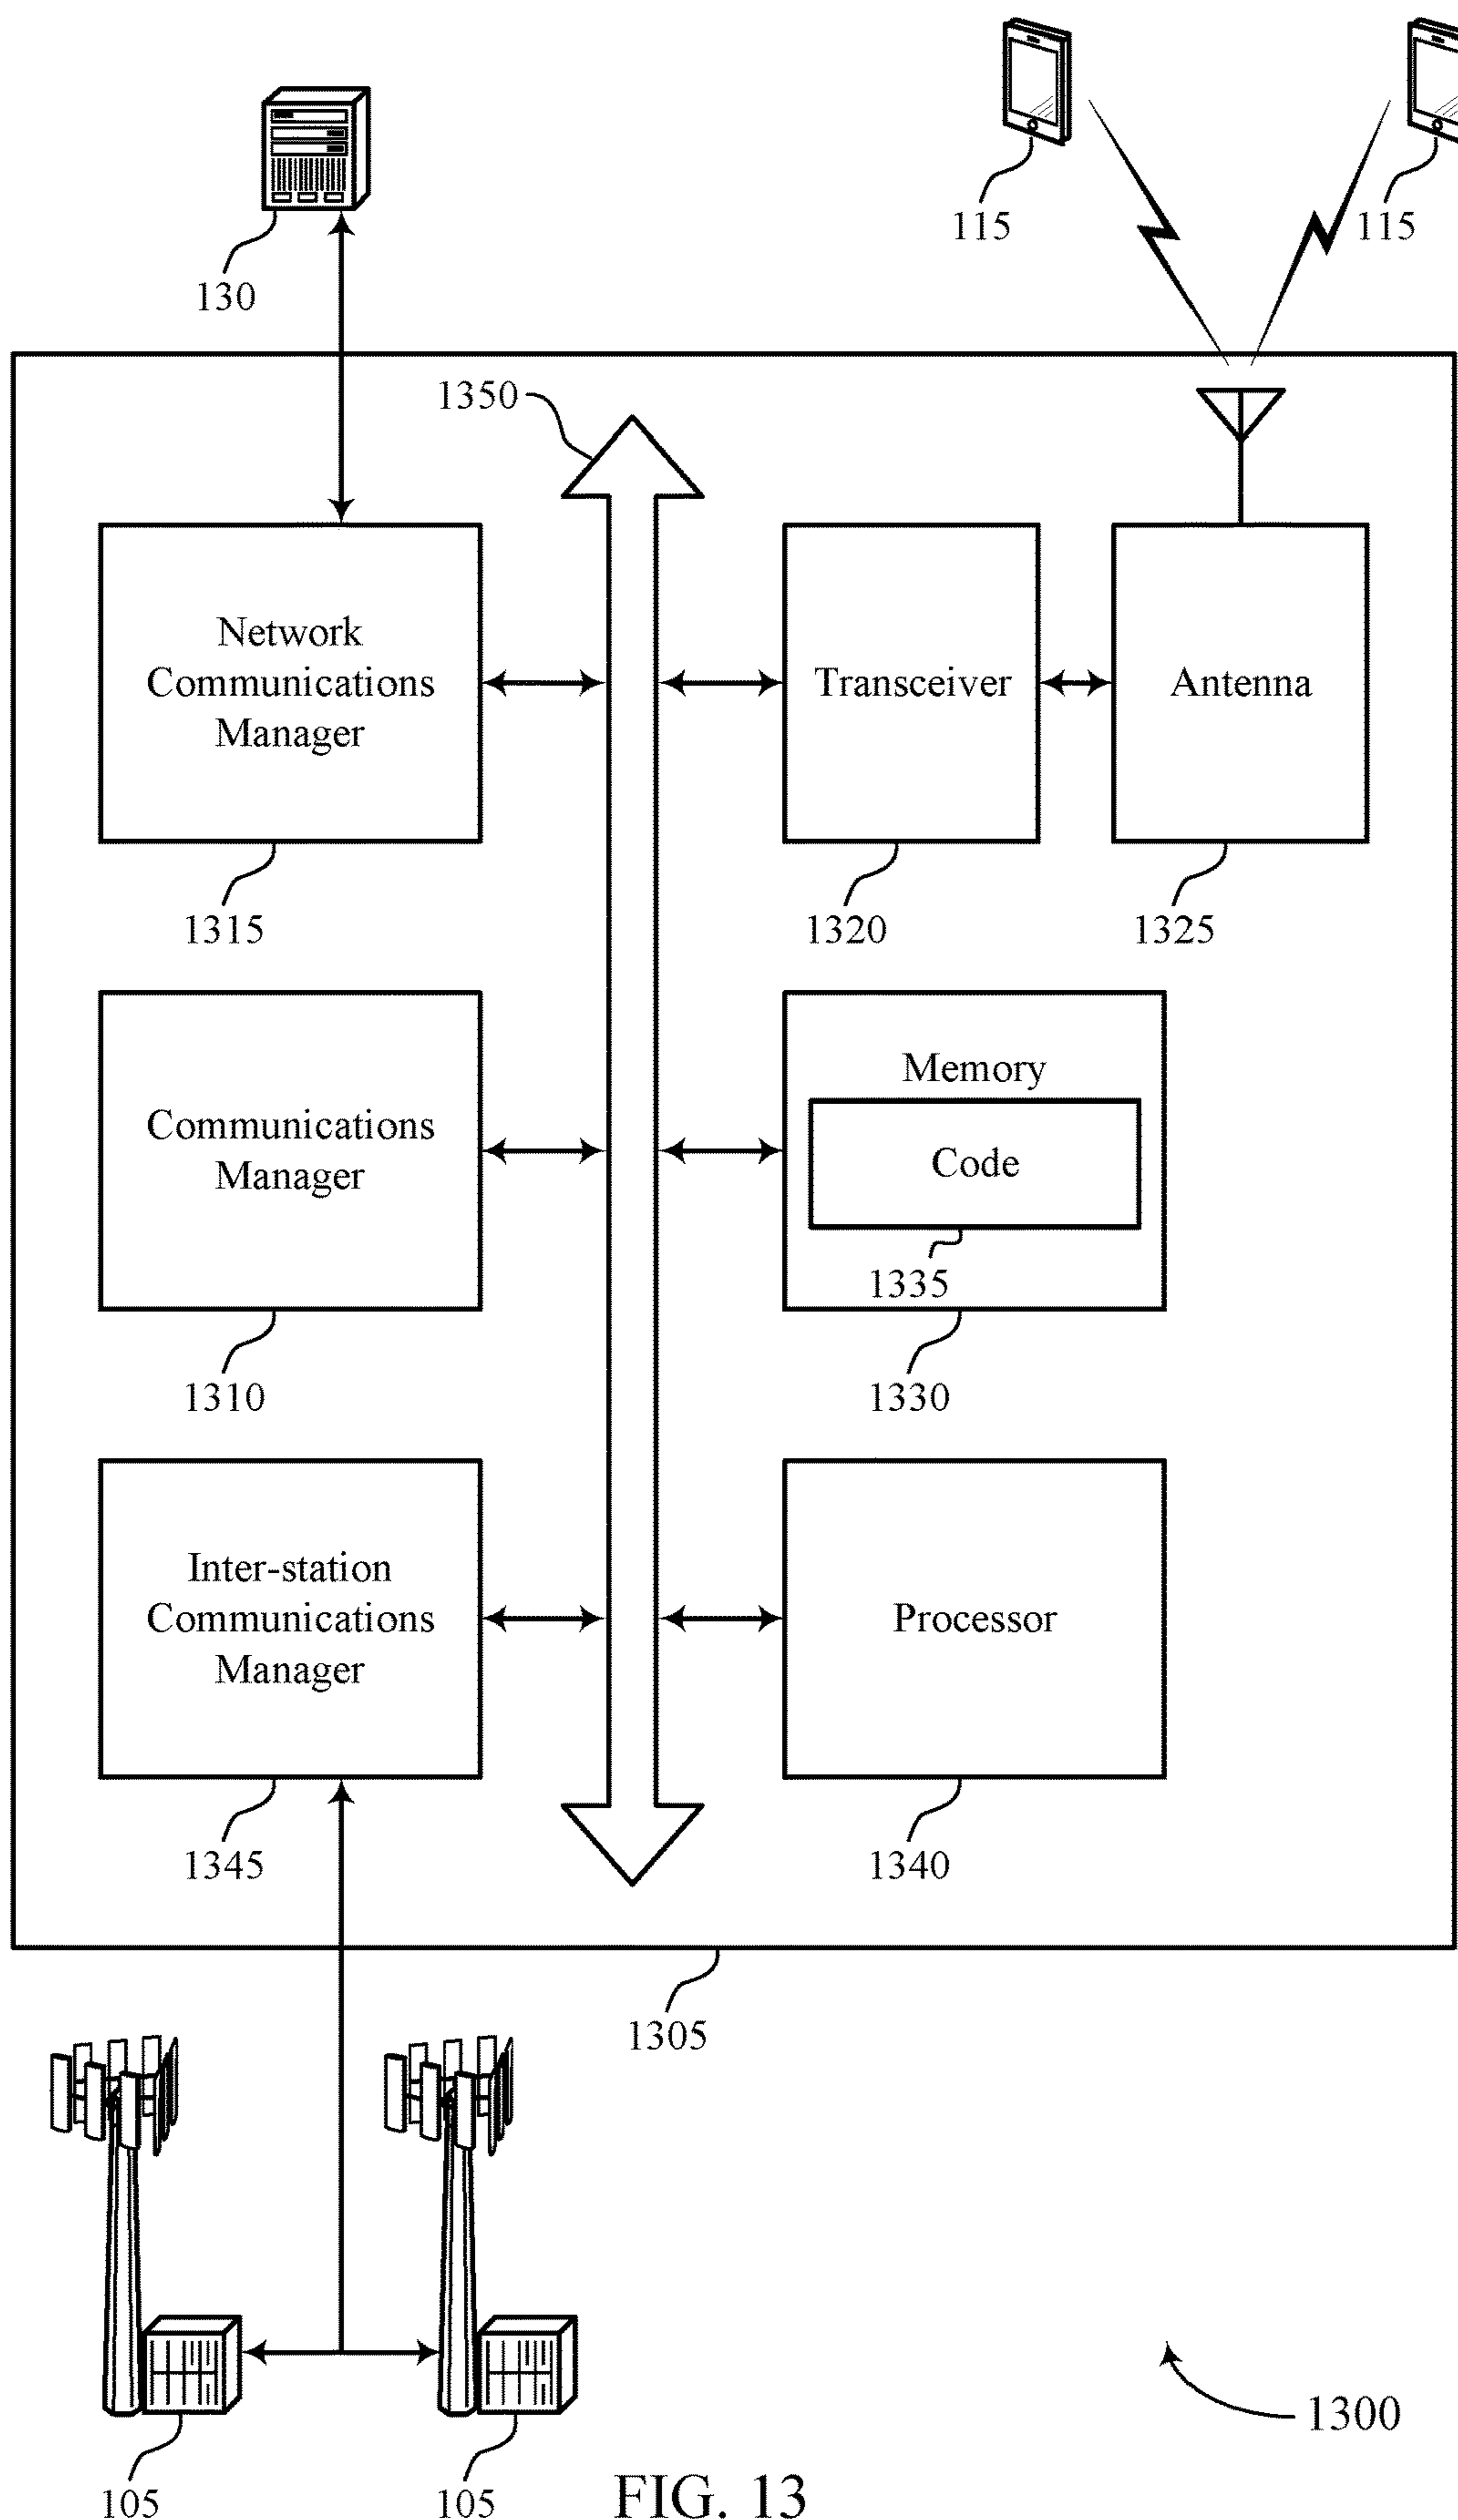 115
115
130
1350
Network
Communications
Manager
Transceiver
Antenna
1315
1320
1325
Communications
Manager
Memory
Code
1335
1310
1330
Inter-station
Communications
Manager
Processor
1345
1340
1305
1300
105
105
FIG. 13